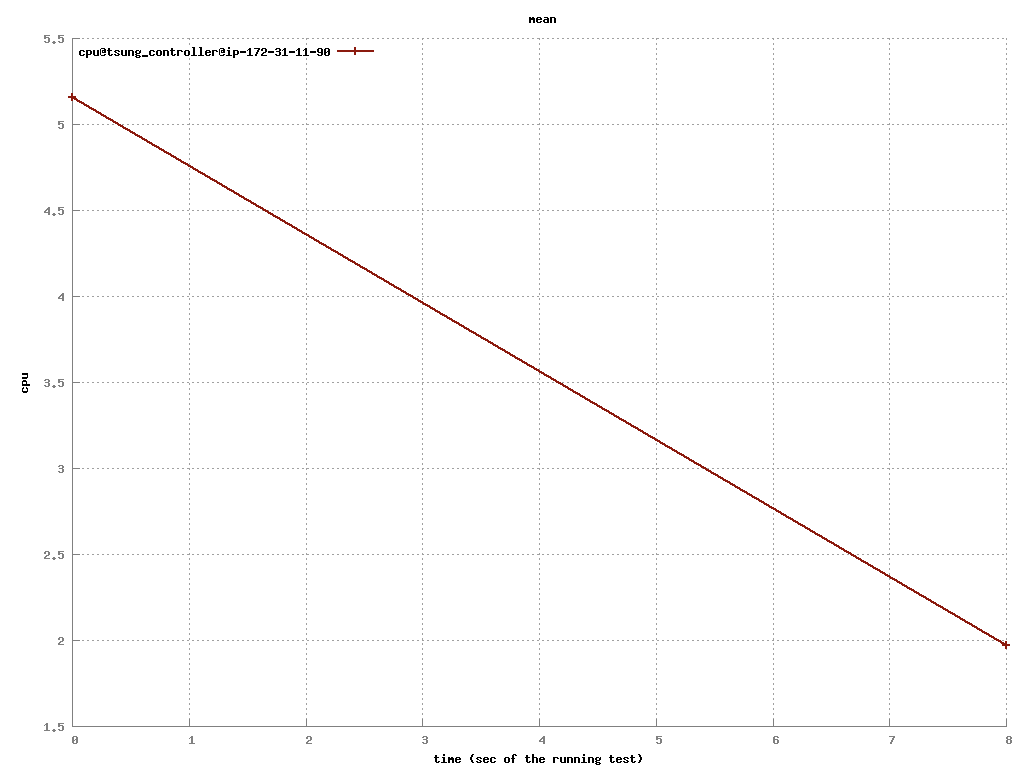 mean
5.5
cpu@tsung_controller@ip-172-31-11-90
5
4.5
4
cpu
3.5
3
2.5
2
1.5
0 1 2 3 4 5 6 7 8
time (sec of the running test)